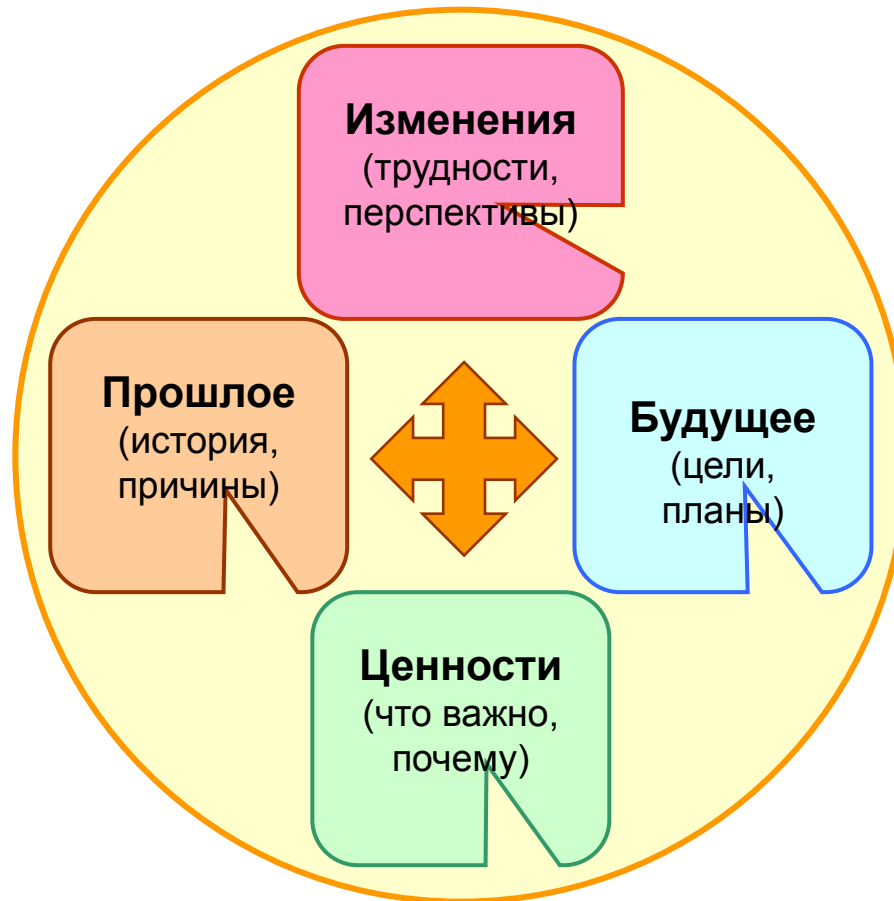 Изменения
(трудности,
перспективы)
Прошлое
(история,
причины)
Будущее
(цели,
планы)
Ценности
(что важно,
почему)